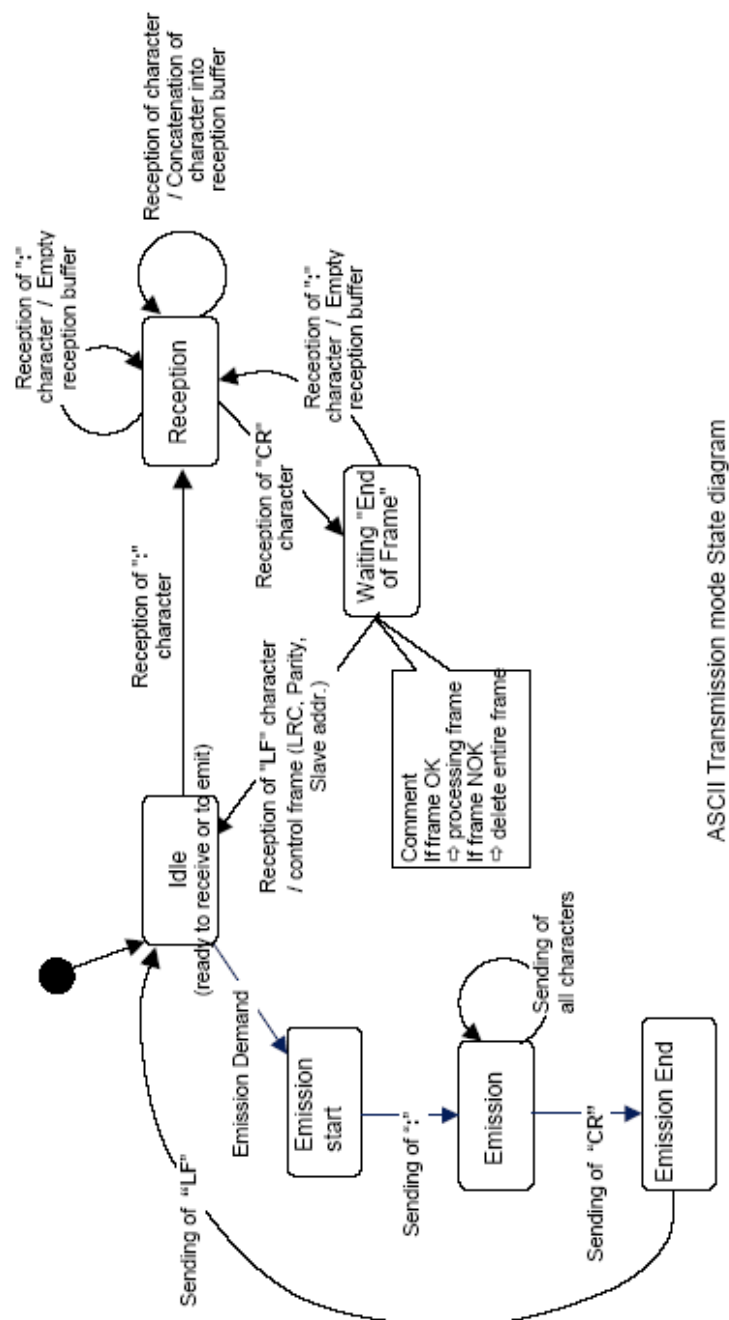 Reception of ":"
character / Empty
reception buffer
Reception of character
/ Concatenation of
character into
reception buffer
Reception
Reception of ":"
character
Reception of "CR"
character
Reception of ":"
character / Empty
reception buffer
Waiting "End
of Frame"
Idle
(ready to receive or to emit)
Reception of "LF" character
/ control frame (LRC, Parity,
Slave addr.)
Comment
If frame OK
⇨ processing frame
If frame NOK
⇨ delete entire frame
Emission Demand
Emission
start
Sending of ":"
Emission
Sending of
all characters
Sending of "CR"
Emission End
Sending of "LF"
ASCII Transmission mode State diagram